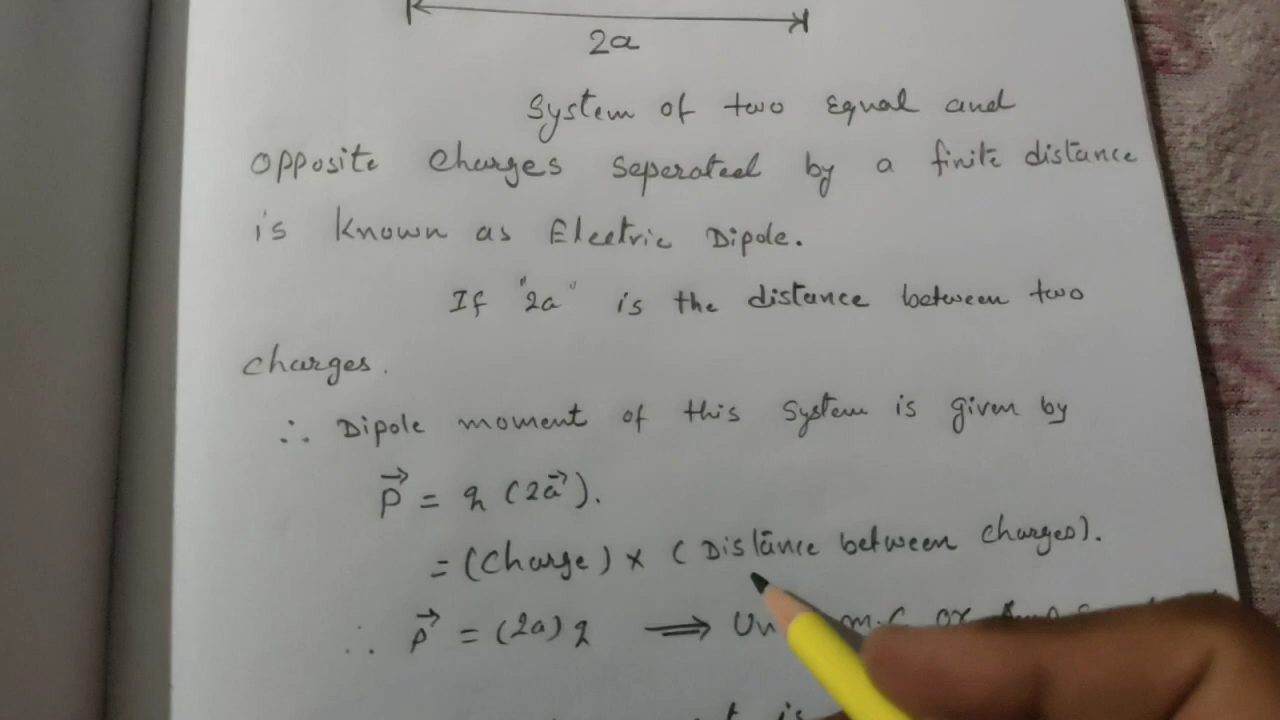 2a
System of two Equal and
opposite charges seperated by a finite distance
is known as Electric Dipole.
If "2a" is the distance between two
charges.
∴ Dipole moment of this system is given by
p⃗ = q (2a⃗).
= (Charge) × (Distance between charges).
∴ p⃗ = (2a) q ⟹ m.C or
is